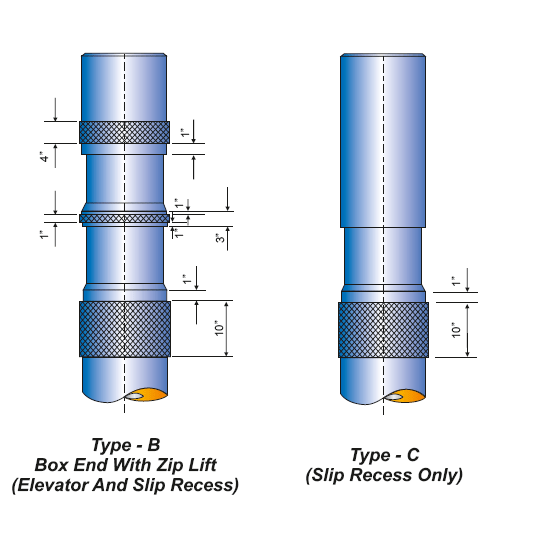 1"
4"
1"
1"
1"
3"
1"
1"
10"
1"
10"
Type - B
Box End With Zip Lift
(Elevator And Slip Recess)
Type - C
(Slip Recess Only)